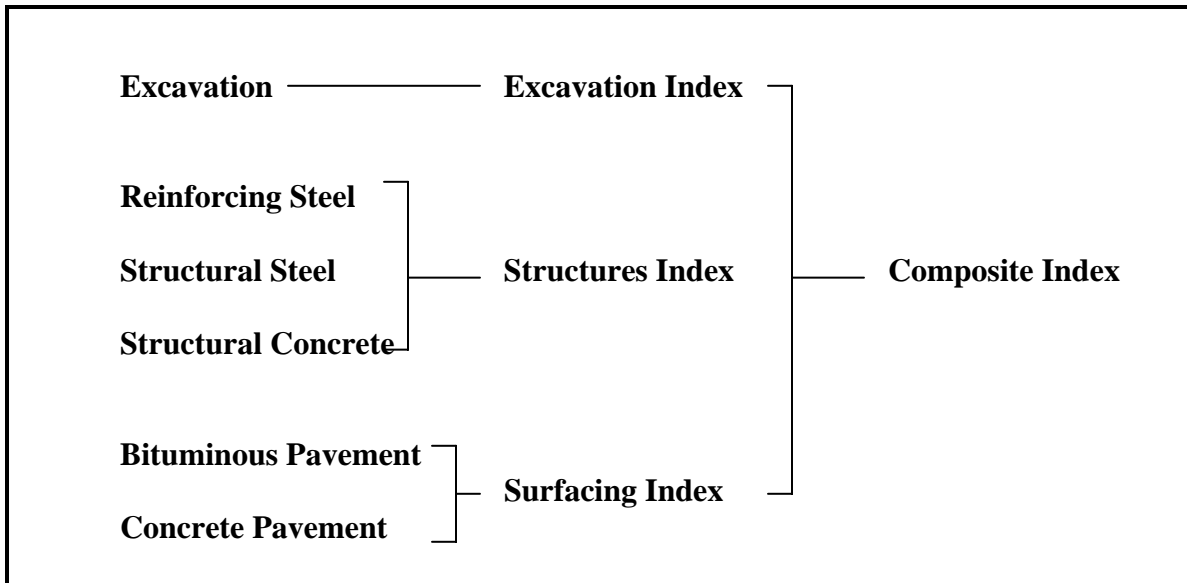 Excavation
Excavation Index
Reinforcing Steel
Structural Steel
Structures Index
Composite Index
Structural Concrete
Bituminous Pavement
Surfacing Index
Concrete Pavement